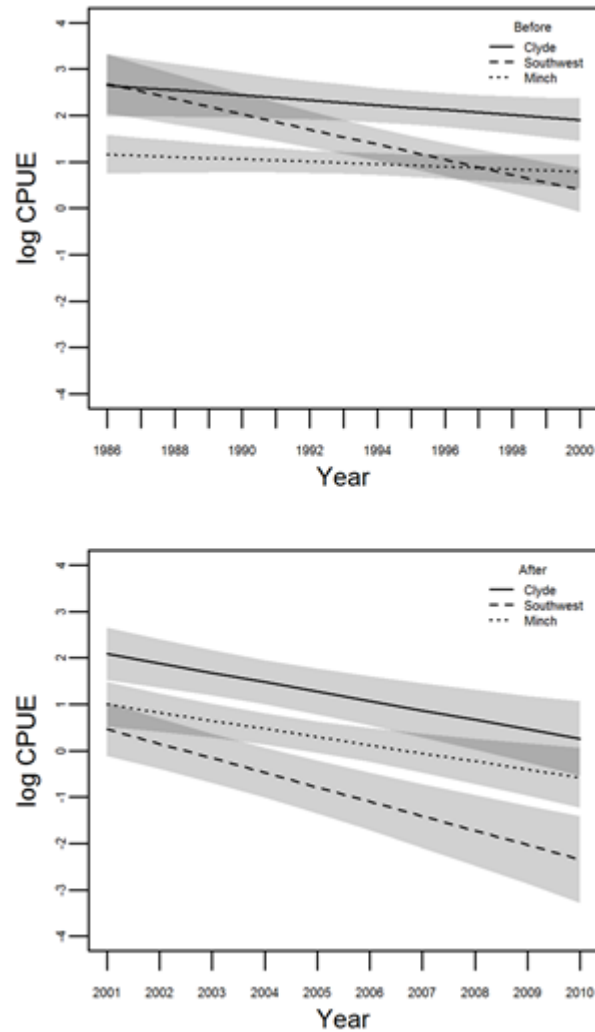 Before
Clyde
Southwest
Minch
4
3
2
1
0
-1
-2
-3
-4
log CPUE
1986 1988 1990 1992 1994 1996 1998 2000
Year
After
Clyde
Southwest
Minch
4
3
2
1
0
-1
-2
-3
-4
log CPUE
2001 2002 2003 2004 2005 2006 2007 2008 2009 2010
Year